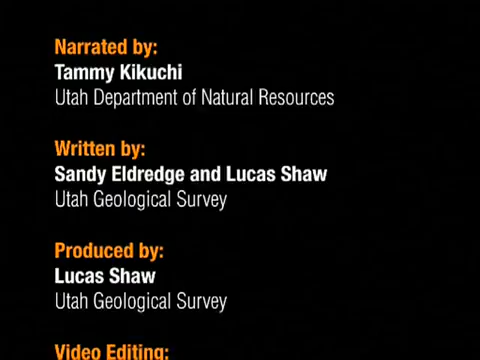 Narrated by:
Tammy Kikuchi
Utah Department of Natural Resources
Written by:
Sandy Eldredge and Lucas Shaw
Utah Geological Survey
Produced by:
Lucas Shaw
Utah Geological Survey
Video Editing: